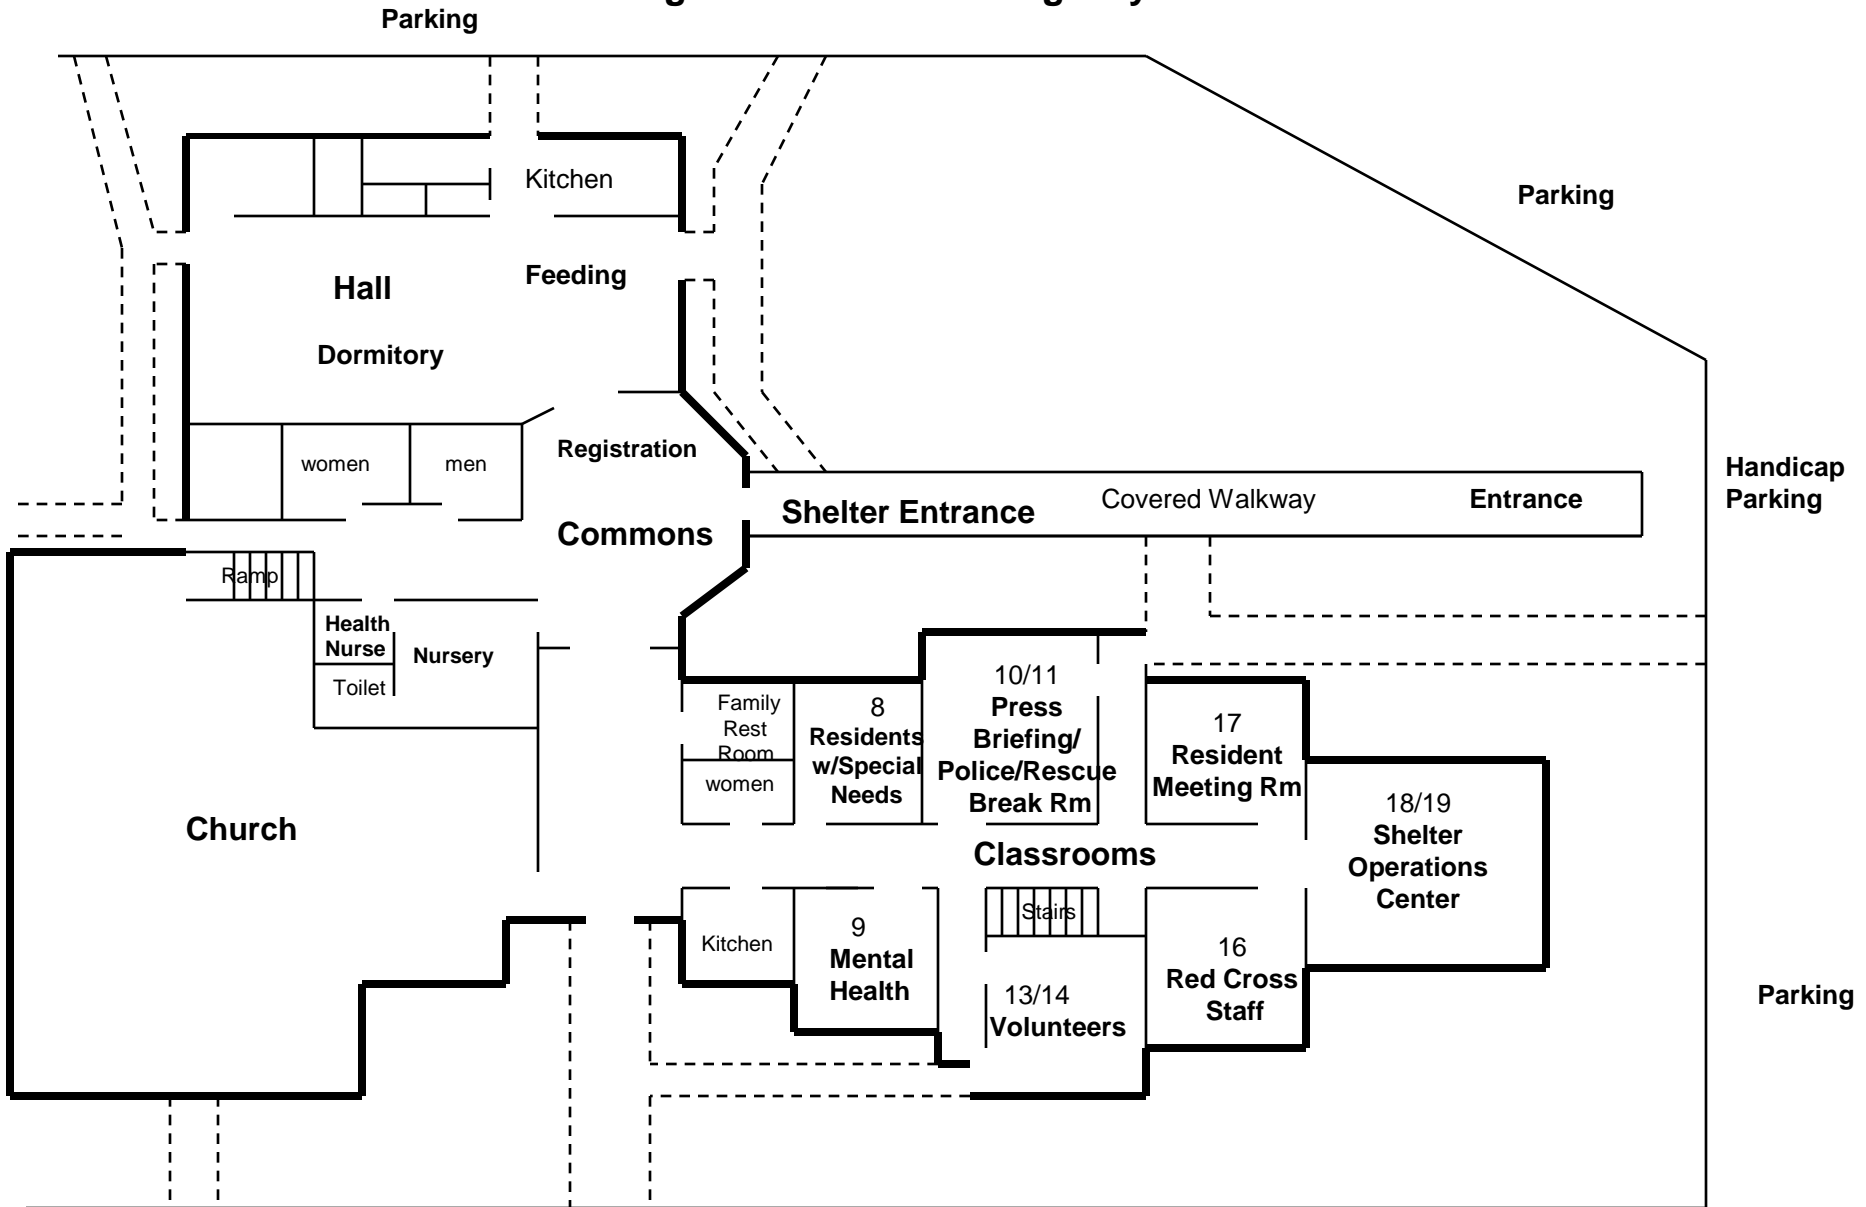 Parking
Parking
Kitchen
Feeding
Hall
Dormitory
Registration
women
men
Handicap
Parking
Shelter Entrance
Covered Walkway
Entrance
Commons
Ramp
Health
Nurse
Nursery
Toilet
Family
Rest
Room
women
8
Residents
w/Special
Needs
10/11
Press
Briefing/
Police/Rescue
Break Rm
17
Resident
Meeting Rm
18/19
Shelter
Operations
Center
Church
Classrooms
Stairs
Kitchen
9
Mental
Health
13/14
Volunteers
16
Red Cross
Staff
Parking